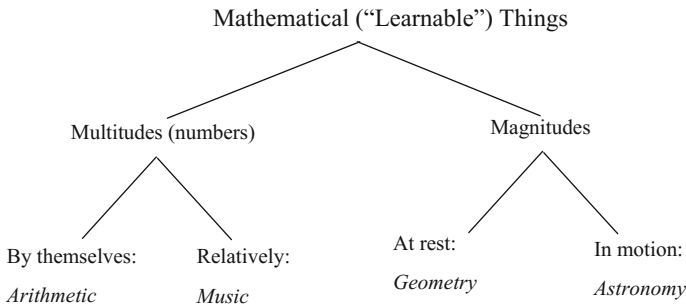 Mathematical (“Learnable”) Things
Multitudes (numbers)
Magnitudes
By themselves:
Arithmetic
Relatively:
Music
At rest:
Geometry
In motion:
Astronomy